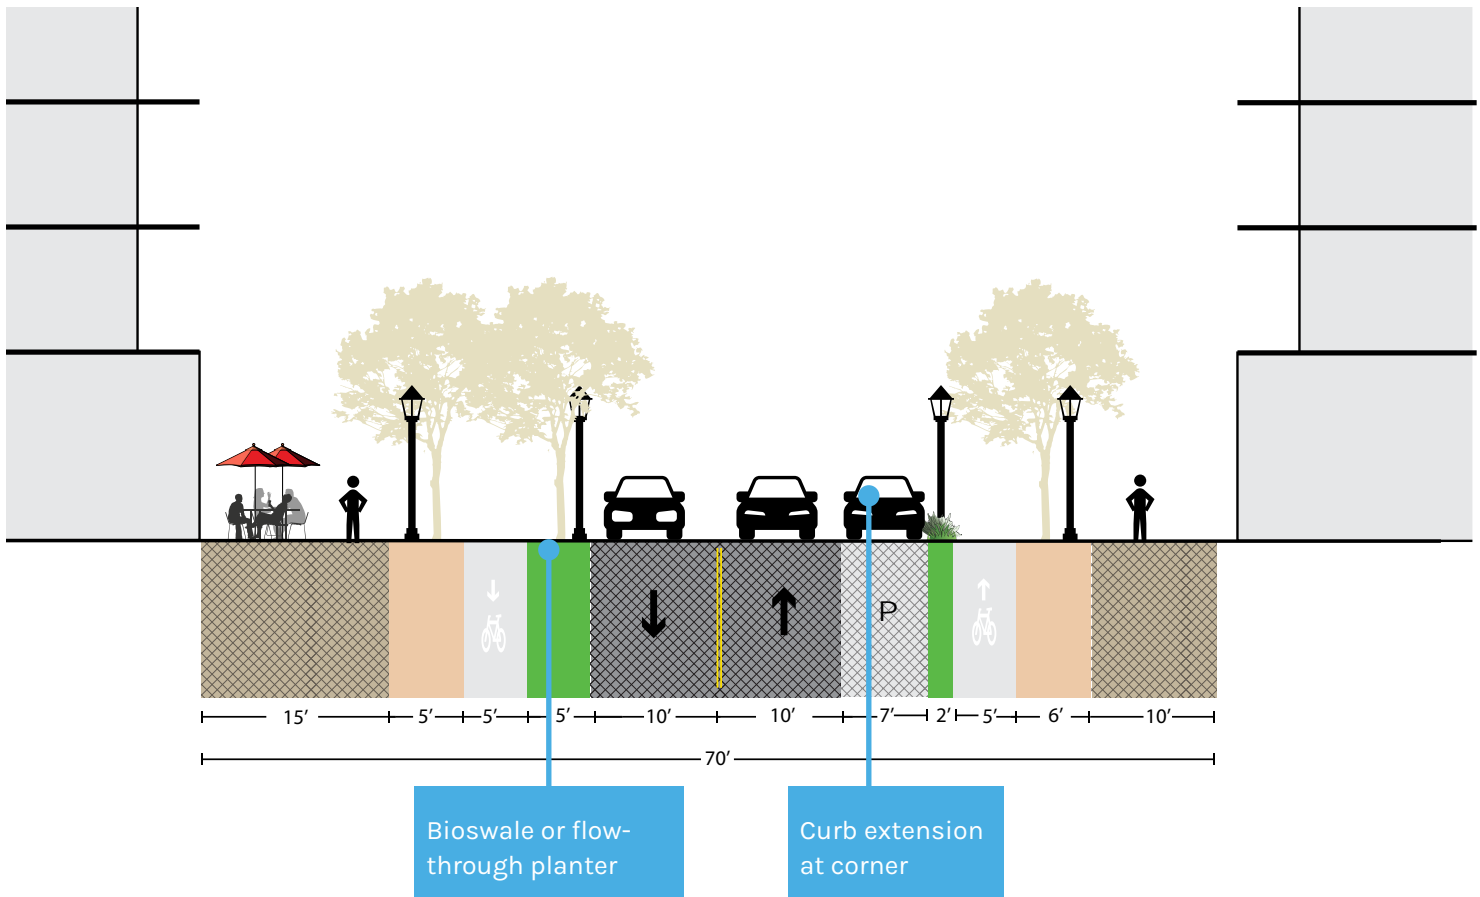 P
15′ 5′ 5′ 5′ 10′ 10′ 7′ 2′ 5′ 6′ 10′
70′
Bioswale or flow-
through planter
Curb extension
at corner